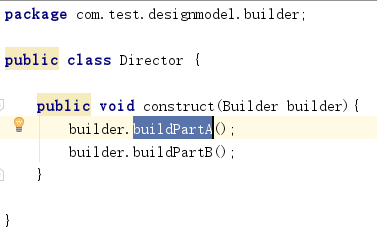 package com.test.designmodel.builder;
public class Director {
public void construct(Builder builder){
builder.buildPartA();
builder.buildPartB();
}
}